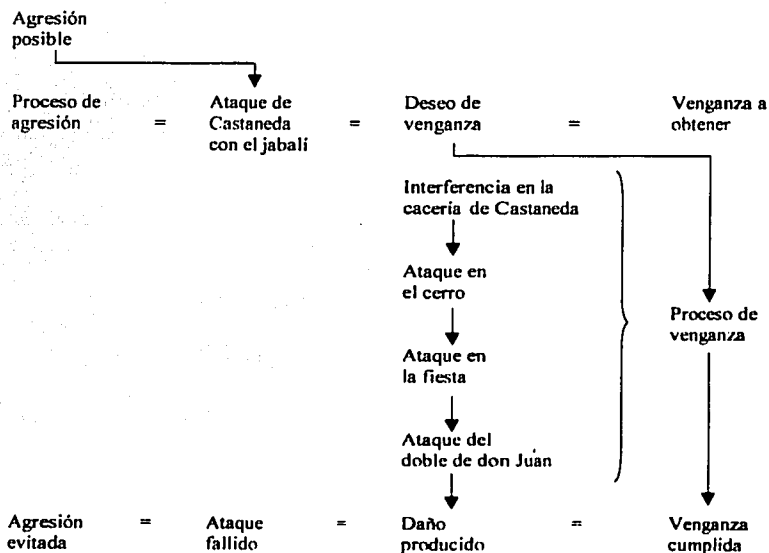 Agresión
posible
Proceso de
agresión
=
Ataque de
Castaneda
con el jabalí
=
Deseo de
venganza
=
Venganza a
obtener
Interferencia en la
cacería de Castaneda
Ataque en
el cerro
Proceso de
venganza
Ataque en
la fiesta
Ataque del
doble de don Juan
Agresión
evitada
=
Ataque
fallido
=
Daño
producido
=
Venganza
cumplida